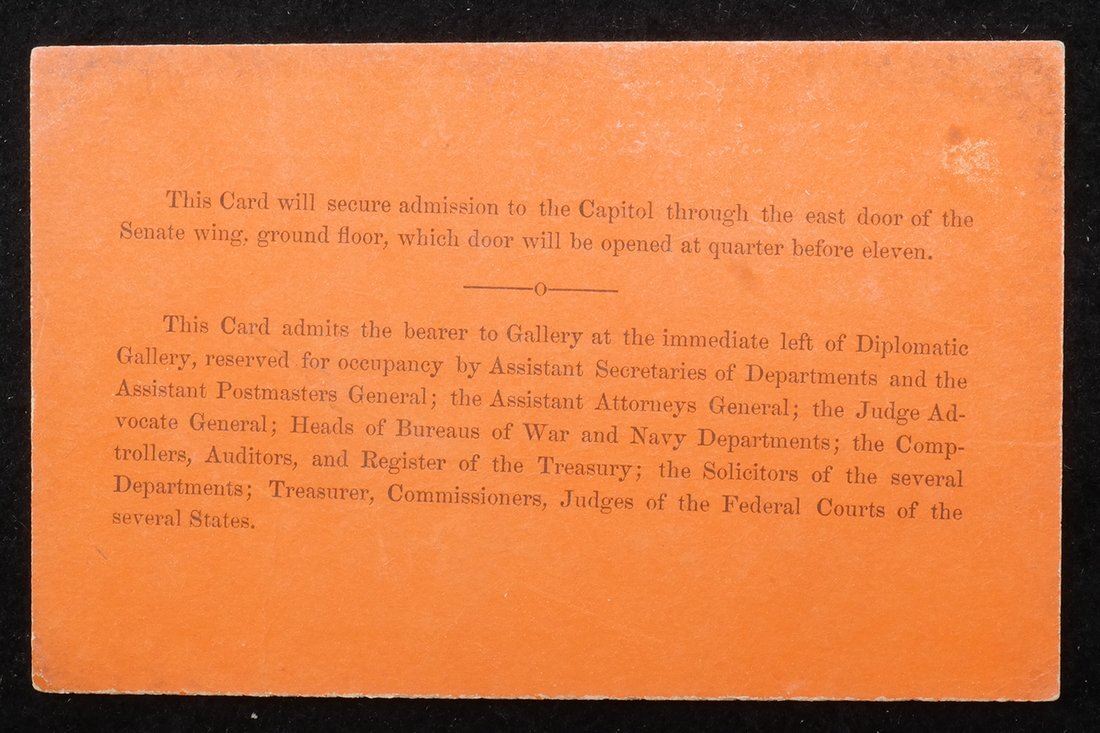 This Card will secure admission to the Capitol through the east door of the
Senate wing, ground floor, which door will be opened at quarter before eleven.
O
This Card admits the bearer to Gallery at the immediate left of Diplomatic
Gallery, reserved for occupancy by Assistant Secretaries of Departments and the
Assistant Postmasters General; the Assistant Attorneys General; the Judge Ad-
vocate General; Heads of Bureaus of War and Navy Departments; the Comp-
trollers, Auditors, and Register of the Treasury; the Solicitors of the several
Departments; Treasurer, Commissioners, Judges of the Federal Courts of the
several States.